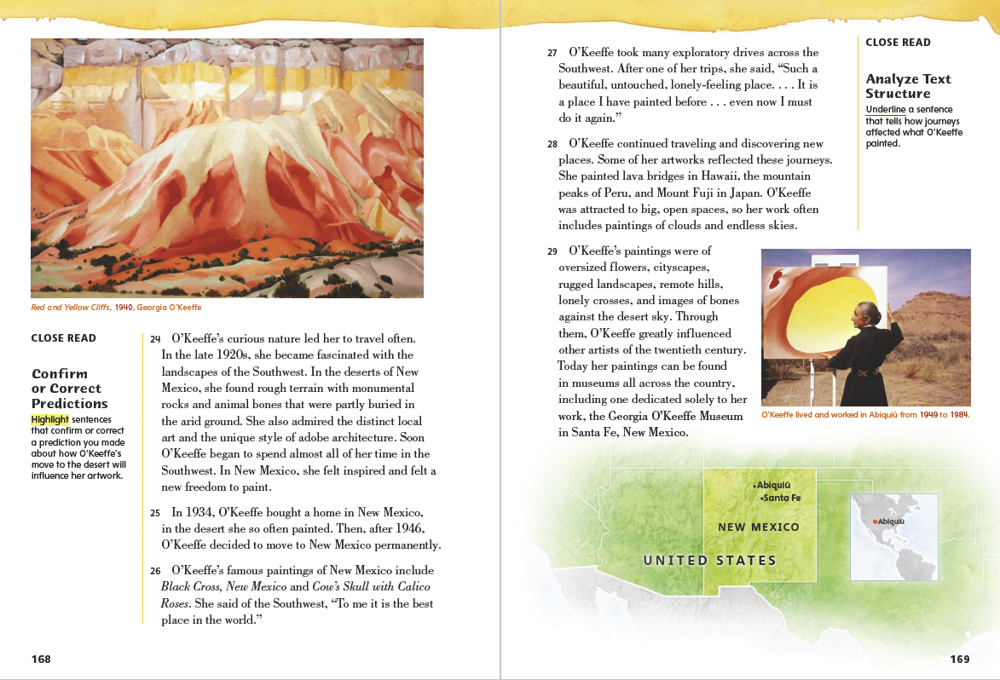 Red and Yellow Cliffs, 1940, Georgia O’Keeffe
CLOSE READ
Confirm
or Correct
Predictions
Highlight sentences
that confirm or correct
a prediction you made
about how O’Keeffe’s
move to the desert will
influence her artwork.
24 O’Keeffe’s curious nature led her to travel often.
In the late 1920s, she became fascinated with the
landscapes of the Southwest. In the deserts of New
Mexico, she found rough terrain with monumental
rocks and animal bones that were partly buried in
the arid ground. She also admired the distinct local
art and the unique style of adobe architecture. Soon
O’Keeffe began to spend almost all of her time in the
Southwest. In New Mexico, she felt inspired and felt a
new freedom to paint.
25 In 1934, O’Keeffe bought a home in New Mexico,
in the desert she so often painted. Then, after 1946,
O’Keeffe decided to move to New Mexico permanently.
26 O’Keeffe’s famous paintings of New Mexico include
Black Cross, New Mexico and Cow’s Skull with Calico
Roses. She said of the Southwest, “To me it is the best
place in the world.”
168
27 O’Keeffe took many exploratory drives across the
Southwest. After one of her trips, she said, “Such a
beautiful, untouched, lonely-feeling place. . . . It is
a place I have painted before . . . even now I must
do it again.”
28 O’Keeffe continued traveling and discovering new
places. Some of her artworks reflected these journeys.
She painted lava bridges in Hawaii, the mountain
peaks of Peru, and Mount Fuji in Japan. O’Keeffe
was attracted to big, open spaces, so her work often
includes paintings of clouds and endless skies.
29 O’Keeffe’s paintings were of
oversized flowers, cityscapes,
rugged landscapes, remote hills,
lonely crosses, and images of bones
against the desert sky. Through
them, O’Keeffe greatly influenced
other artists of the twentieth century.
Today her paintings can be found
in museums all across the country,
including one dedicated solely to her
work, the Georgia O’Keeffe Museum
in Santa Fe, New Mexico.
CLOSE READ
Analyze Text
Structure
Underline a sentence
that tells how journeys
affected what O’Keeffe
painted.
O’Keeffe lived and worked in Abiquiú from 1949 to 1984.
Abiquiú
Santa Fe
NEW MEXICO
UNITED STATES
Abiquiú
169